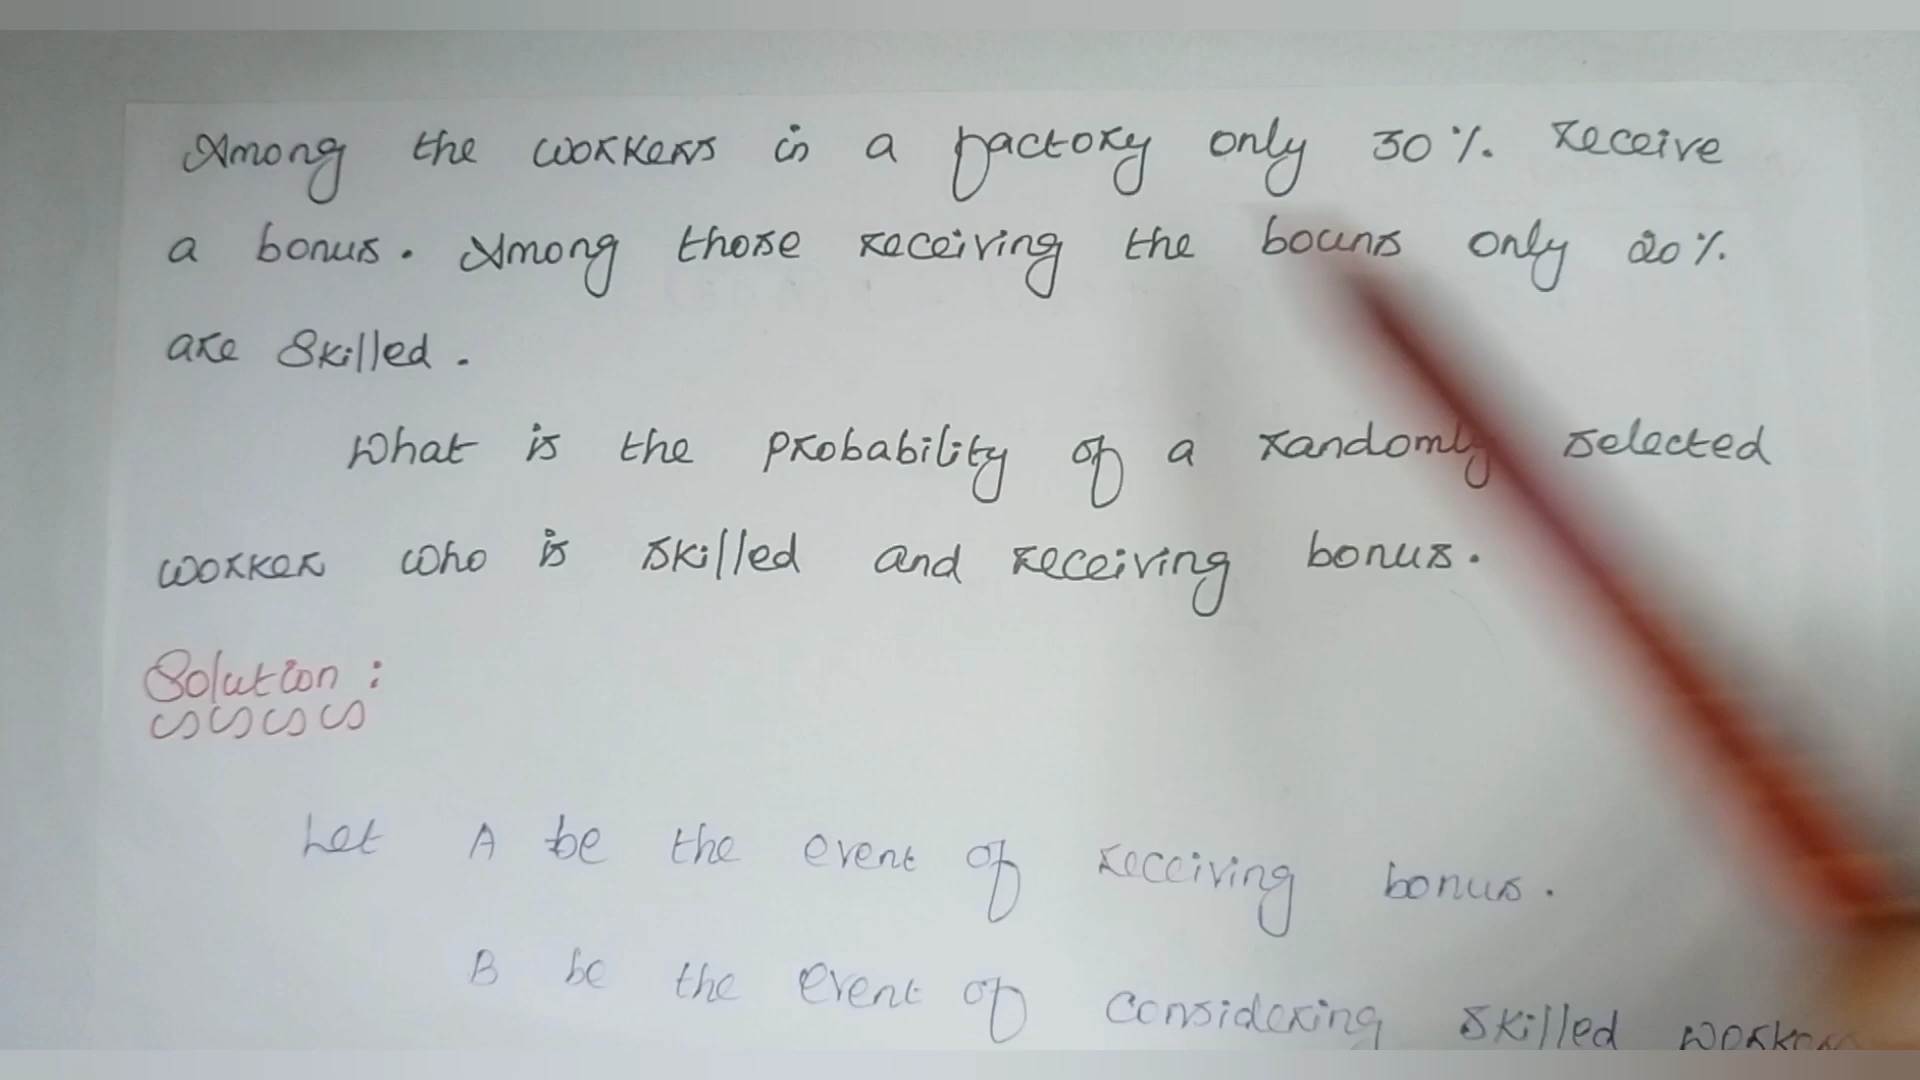 Among the workers in a factory only 30%. receive
a bonus. Among those receiving the bouns only 20%.
are Skilled.
What is the probability of a randomly selected
worker who is skilled and receiving bonus.
Solution:
Let A be the event of receiving bonus.
B be the event of considering skilled workers